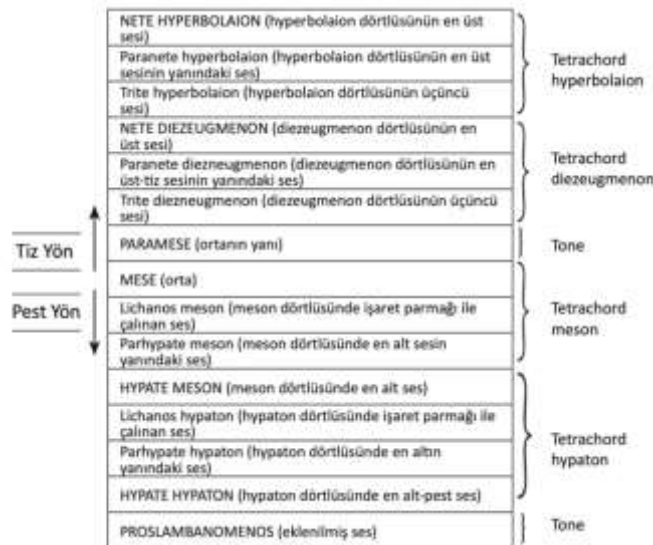 NETE HYPERBOLAION (hyperbolaion dörtlüsünün en üst
sesi)
Paranete hyperbolaion (hyperbolaion dörtlüsünün en üst
sesinin yanındaki ses)
Trite hyperbolaion (hyperbolaion dörtlüsünün üçüncü
sesi)
Tetrachord
hyperbolaion
NETE DIEZEUGMENON (diezeugmenon dörtlüsünün en
üst sesi)
Paranete diezneugmenon (diezeugmenon dörtlüsünün en
üst-tiz sesinin yanındaki ses)
Trite diezneugmenon (diezeugmenon dörtlüsünün üçüncü
sesi)
Tetrachord
diezeugmenon
Tiz Yön
PARAMESE (ortanın yanı)
Tone
Pest Yön
MESE (orta)
Lichanos meson (meson dörtlüsünde işaret parmağı ile
çalınan ses)
Parhypate meson (meson dörtlüsünde en alt sesin
yanındaki ses)
Tetrachord
meson
HYPATE MESON (meson dörtlüsünde en alt ses)
Lichanos hypaton (hypaton dörtlüsünde işaret parmağı ile
çalınan ses)
Parhypate hypaton (hypaton dörtlüsünde en altın
yanındaki ses)
HYPATE HYPATON (hypaton dörtlüsünde en alt-pest ses)
Tetrachord
hypaton
PROSLAMBANOMENOS (eklenilmiş ses)
Tone